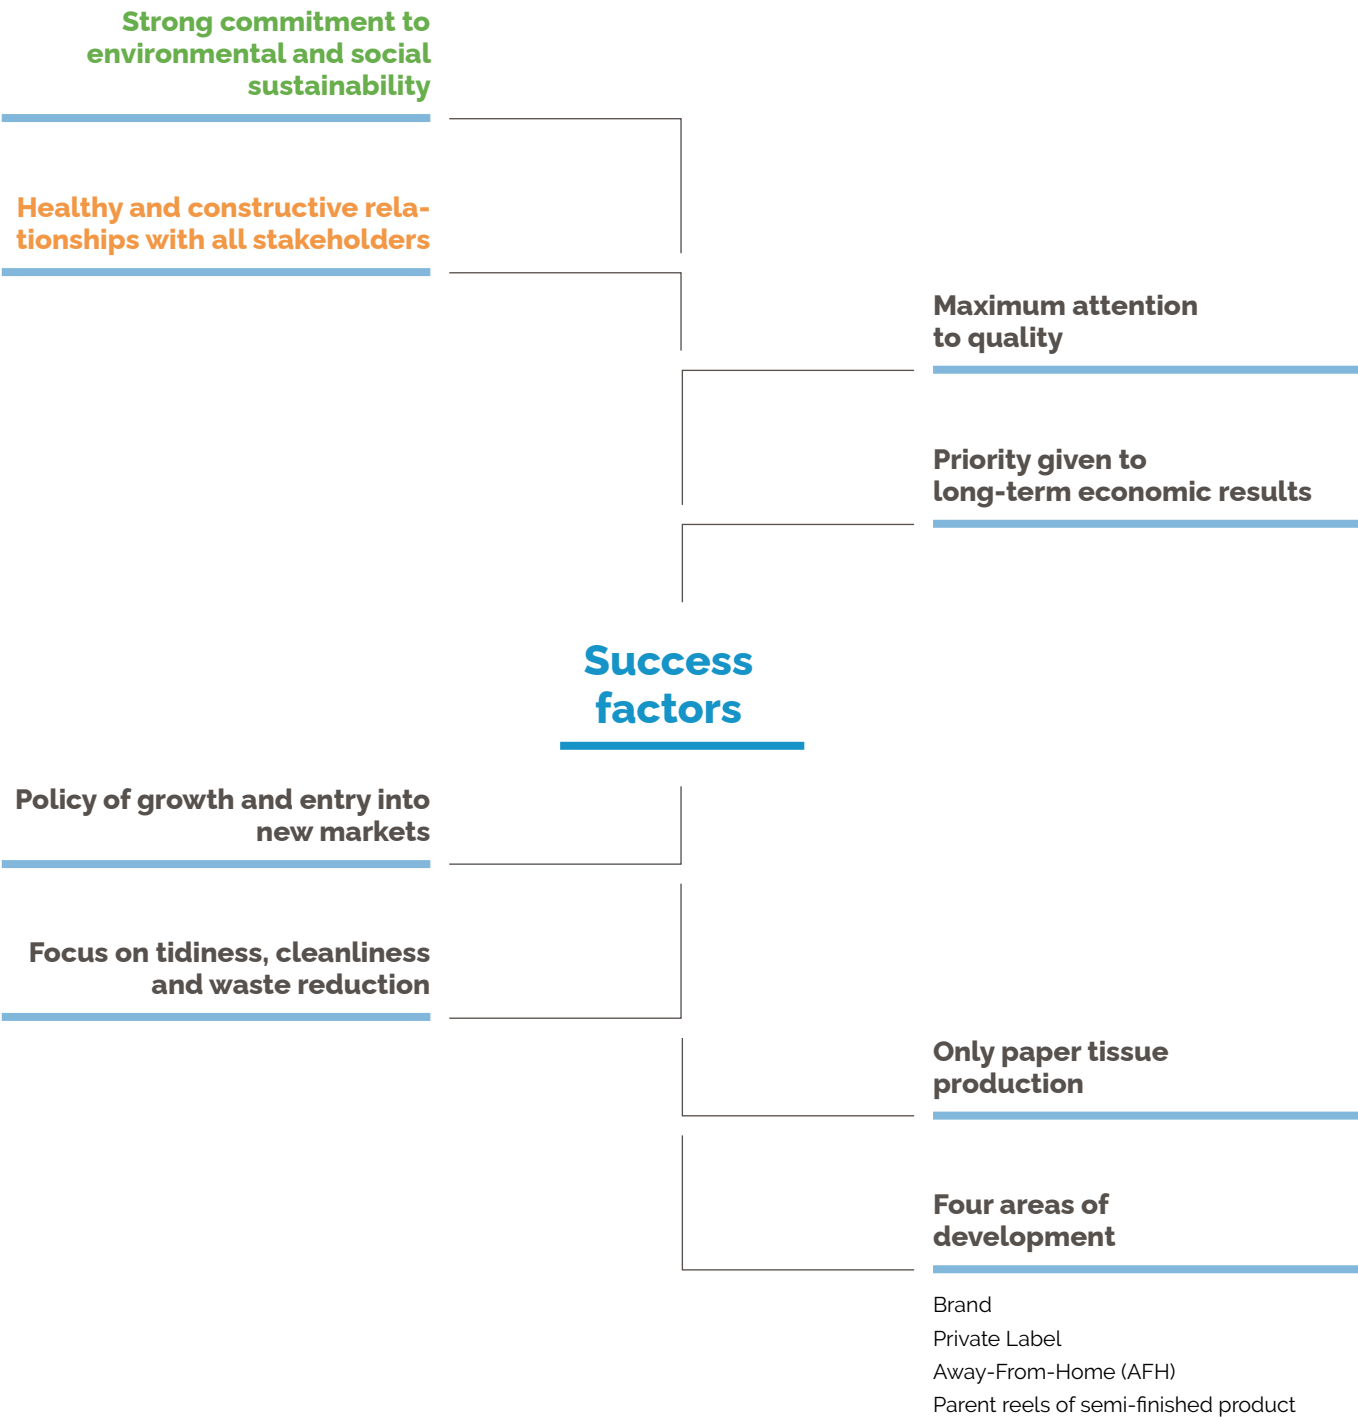 Strong commitment to
environmental and social
sustainability
Healthy and constructive rela-
tionships with all stakeholders
Maximum attention
to quality
Priority given to
long-term economic results
Success
factors
Policy of growth and entry into
new markets
Focus on tidiness, cleanliness
and waste reduction
Only paper tissue
production
Four areas of
development
Brand
Private Label
Away-From-Home (AFH)
Parent reels of semi-finished product